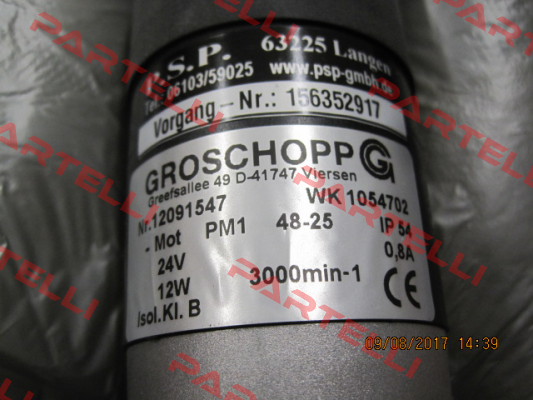 .S.P. 63225 Langen
Tel. 06103/59025 www.psp-gmbh.de
Vorgang - Nr.: 156352917
GROSCHOPP G
Greefsallee 49 D-41747 Viersen
Nr.12091547 WK 1054702
- Mot PM1 48-25 IP 54
24V 0,8A
12W 3000min-1 CE
Isol.Kl. B
09/08/2017 14:39
PARTELLI
PARTELLI
PARTELLI
PARTELLI
PARTELLI
PARTELLI